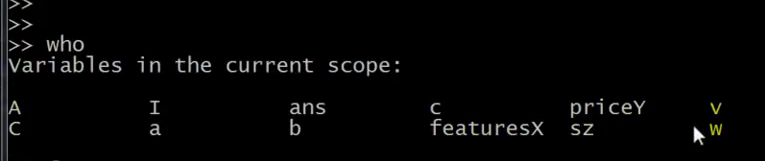 >>
>>
>> who
Variables in the current scope:
A I ans c priceY v
C a b featuresX sz w